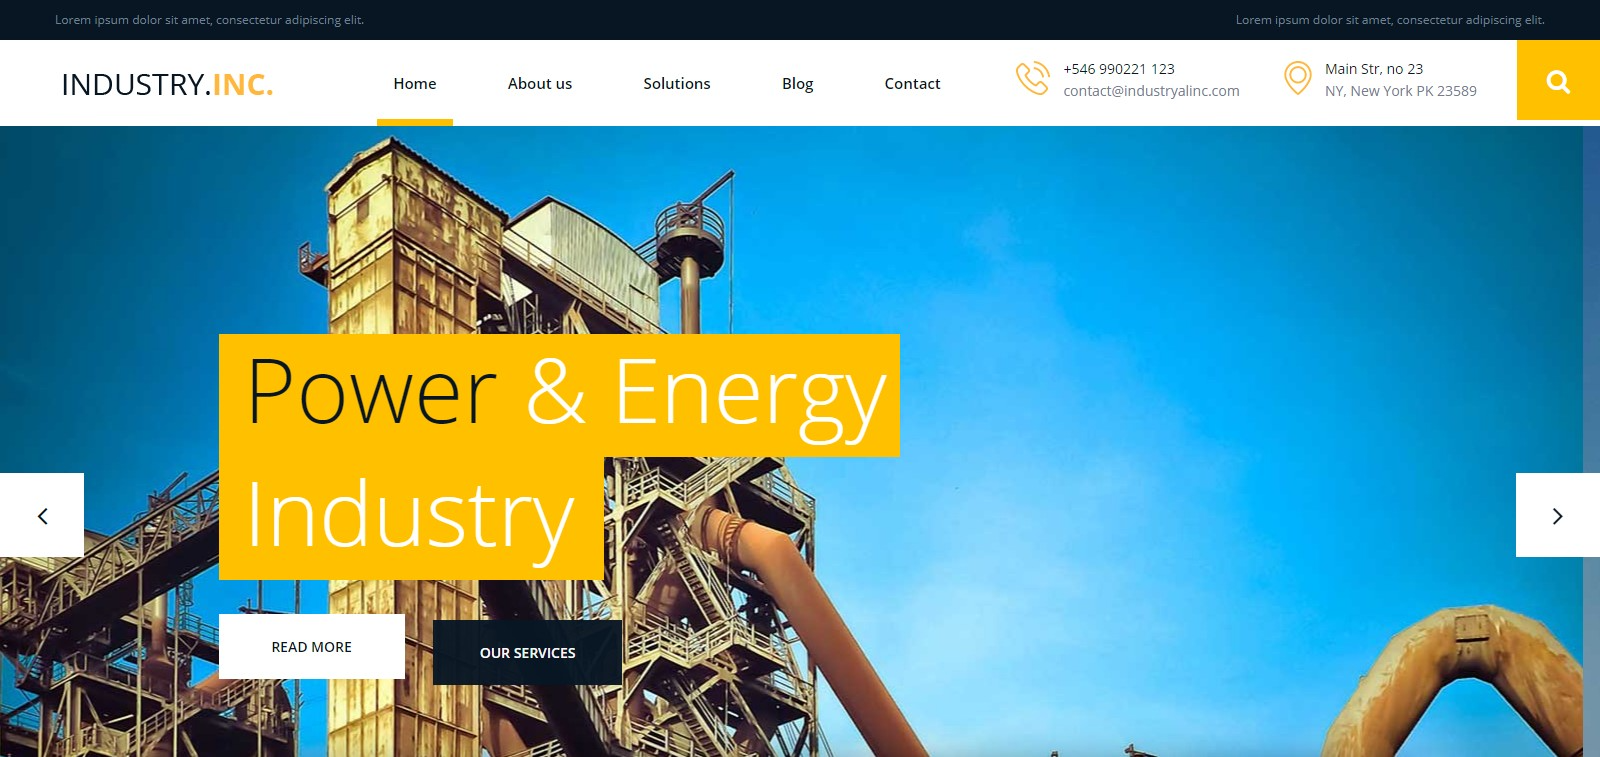 Lorem ipsum dolor sit amet, consectetur adipiscing elit.
Lorem ipsum dolor sit amet, consectetur adipiscing elit.
INDUSTRY.INC.
Home
About us
Solutions
Blog
Contact
+546 990221 123
contact@industryalinc.com
Main Str, no 23
NY, New York PK 23589
Power & Energy
Industry
READ MORE
OUR SERVICES